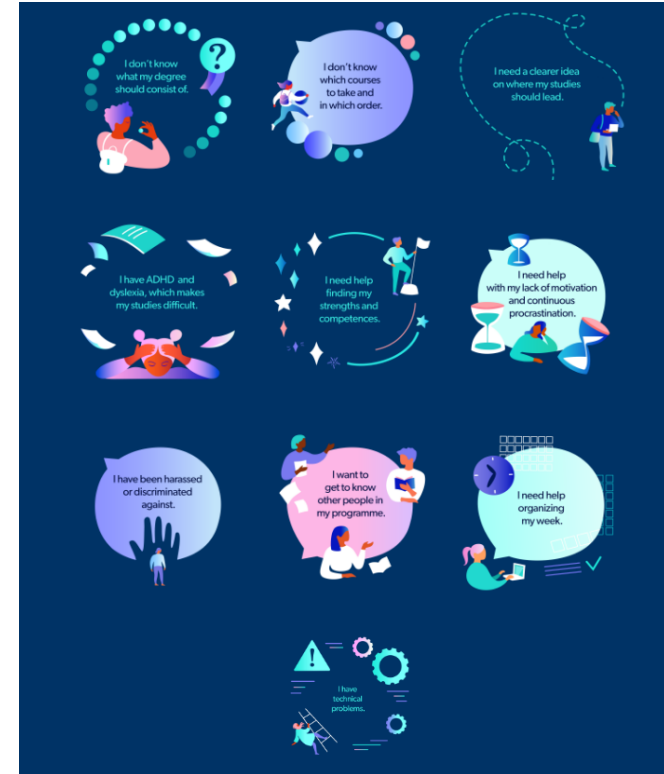 I don't know
what my degree
should consist of.
I don't know
which courses
to take and
in which order.
I need a clearer idea
on where my studies
should lead.
I have ADHD and
dyslexia, which makes
my studies difficult.
I need help
finding my
strengths and
competences.
I need help
with my lack of motivation
and continuous
procrastination.
I have been harassed
or discriminated
against.
I want to
get to know
other people in
my programme.
I need help
organizing
my week.
I have
technical
problems.